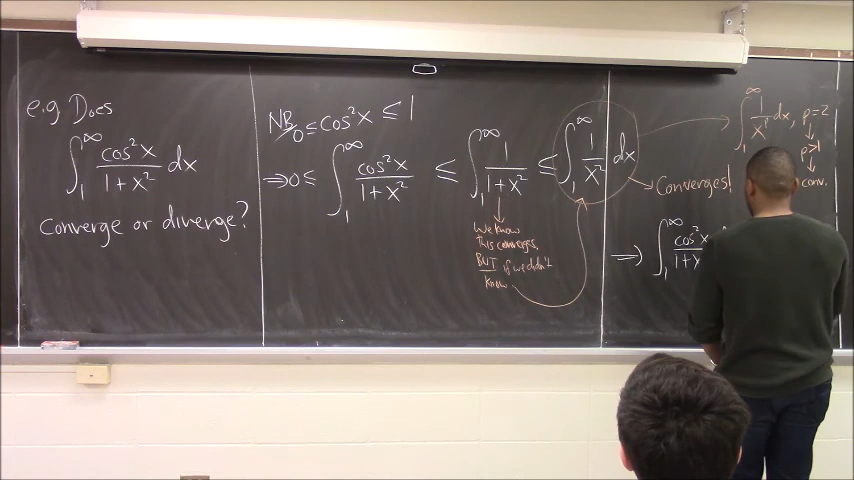 e.g Does
∫₁^∞ cos²x / 1+x² dx
converge or diverge?
NB/ 0 ≤ cos²x ≤ 1
⇒ 0 ≤ ∫₁^∞ cos²x / 1+x² ≤ ∫₁^∞ 1 / 1+x² ≤ ∫₁^∞ 1 / x² dx
We know
this converges,
BUT if we didn't
know
Converges!
∫₁^∞ 1 / xᵖ dx, p=2
p>1
conv.
⇒ ∫₁^∞ cos²x